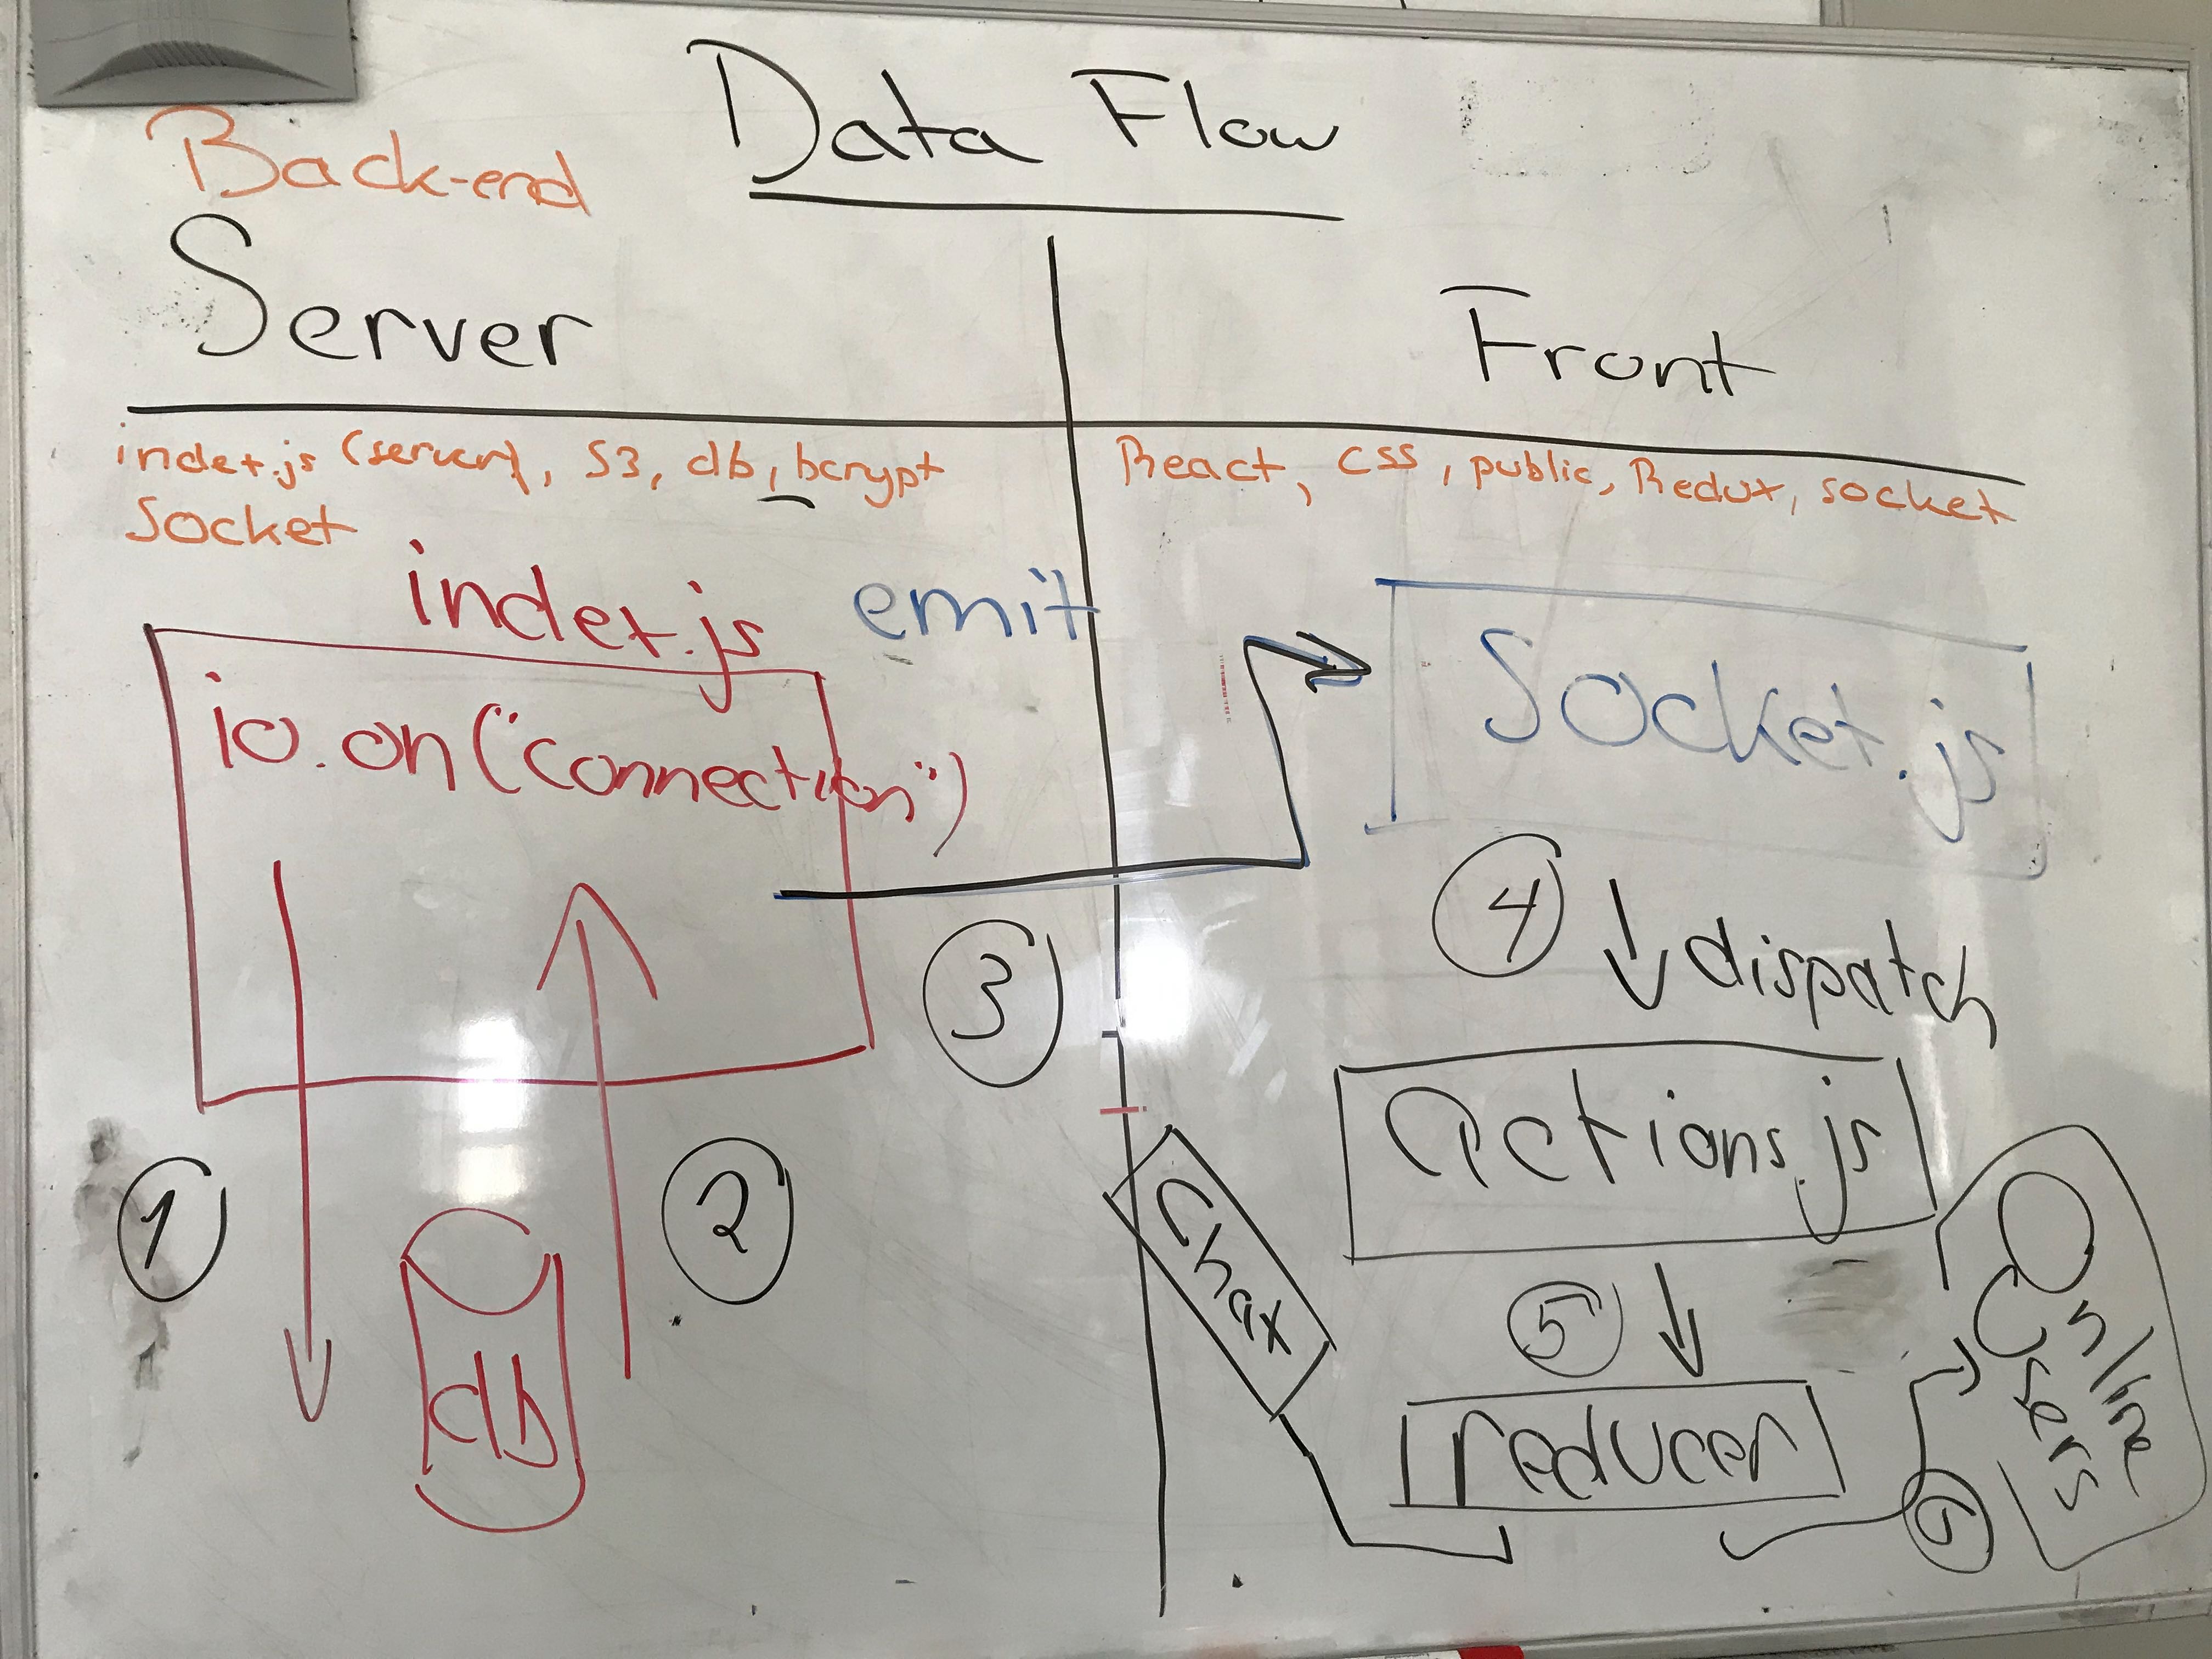 Data Flow
Back-end
Server
Front
index.js (server), S3, db, bcrypt
Socket
React, CSS, public, Redux, socket
index.js
emit
io.on("connection")
Socket.js
3
4
dispatch
actions.js
1
2
db
Chat
5
reducer
Online
Users